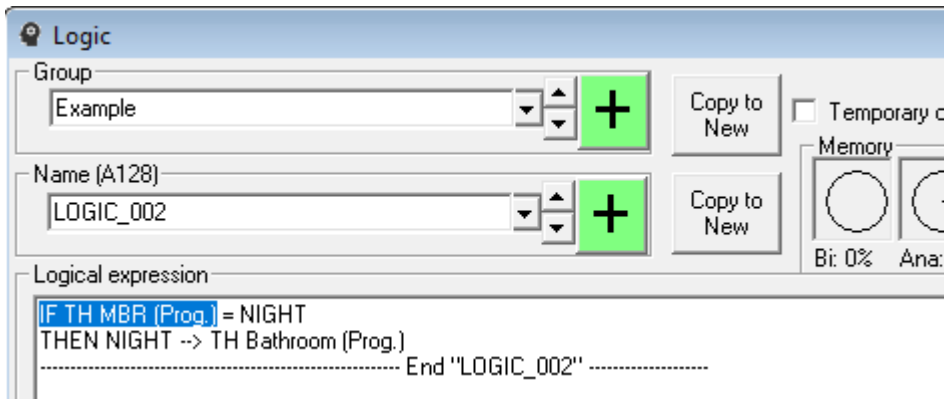 Logic
Group
Example
+
Copy to
New
Temporary
Memory
Name (A128)
LOGIC_002
+
Copy to
New
Bi: 0% Ana:
Logical expression
IF TH MBR (Prog.) = NIGHT
THEN NIGHT --> TH Bathroom (Prog.)
------------------------------------------------------------ End "LOGIC_002" --------------------